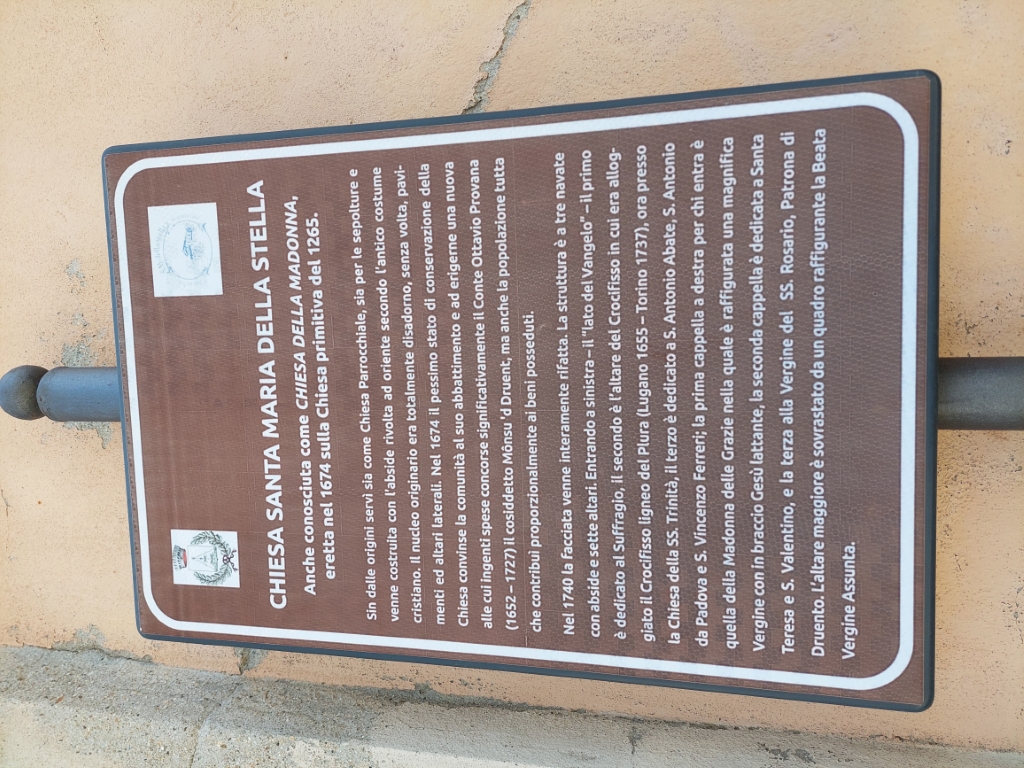 CHIESA SANTA MARIA DELLA STELLA
Anche conosciuta come CHIESA DELLA MADONNA,
eretta nel 1674 sulla Chiesa primitiva del 1265.
Sin dalle origini servì sia come Chiesa Parrocchiale, sia per le sepolture e
venne costruita con l'abside rivolta ad oriente secondo l'antico costume
cristiano. Il nucleo originario era totalmente disadorno, senza volta, pavi-
menti ed altari laterali. Nel 1674 il pessimo stato di conservazione della
Chiesa convinse la comunità al suo abbattimento e ad erigerne una nuova
alle cui ingenti spese concorse significativamente il Conte Ottavio Provana
(1652 – 1727) il cosiddetto Mônsu 'd Druent, ma anche la popolazione tutta
che contribuì proporzionalmente ai beni posseduti.
Nel 1740 la facciata venne interamente rifatta. La struttura è a tre navate
con abside e sette altari. Entrando a sinistra – il "lato del Vangelo" – il primo
è dedicato al Suffragio, il secondo è l'altare del Crocifisso in cui era allog-
giato il Crocifisso ligneo del Plura (Lugano 1655 – Torino 1737), ora presso
la Chiesa della SS. Trinità, il terzo è dedicato a S. Antonio Abate, S. Antonio
da Padova e S. Vincenzo Ferreri; la prima cappella a destra per chi entra è
quella della Madonna delle Grazie nella quale è raffigurata una magnifica
Vergine con in braccio Gesù lattante, la seconda cappella è dedicata a Santa
Teresa e S. Valentino, e la terza alla Vergine del SS. Rosario, Patrona di
Druento. L'altare maggiore è sovrastato da un quadro raffigurante la Beata
Vergine Assunta.